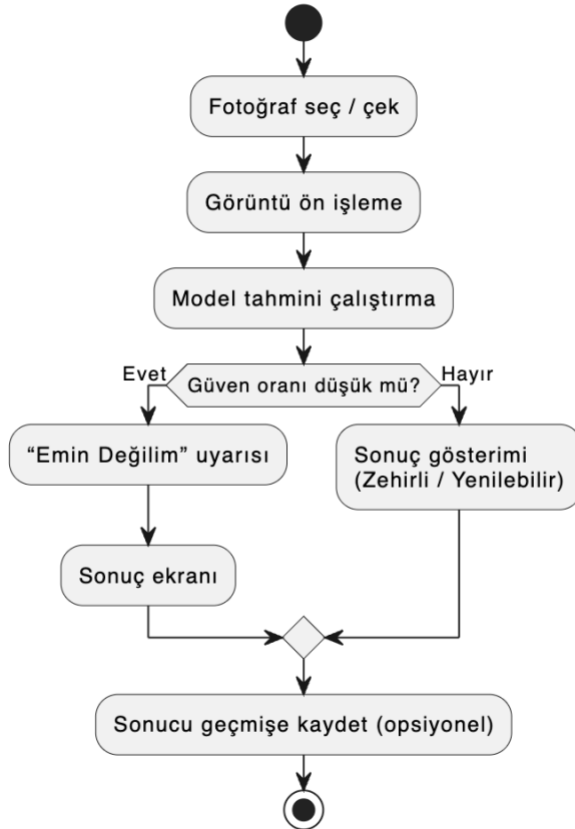 Fotoğraf seç / çek
Görüntü ön işleme
Model tahmini çalıştırma
Güven oranı düşük mü?
Evet
Hayır
“Emin Değilim” uyarısı
Sonuç gösterimi
(Zehirli / Yenilebilir)
Sonuç ekranı
Sonucu geçmişe kaydet (opsiyonel)